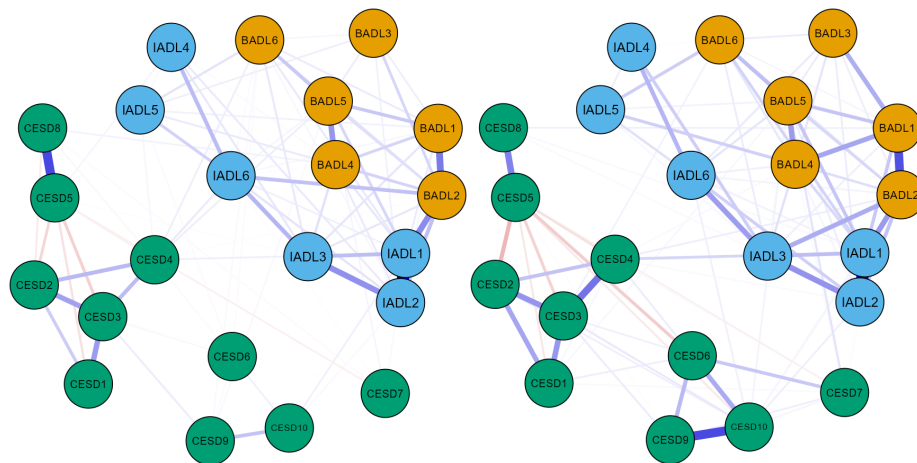 IADL4
BADL6
BADL3
IADL5
BADL5
BADL1
CESD8
BADL4
IADL6
BADL2
CESD5
CESD4
IADL3
IADL1
CESD2
IADL2
CESD3
CESD6
CESD1
CESD7
CESD9
CESD10
IADL4
BADL6
BADL3
IADL5
BADL5
BADL1
CESD8
BADL4
IADL6
BADL2
CESD5
CESD4
IADL3
IADL1
CESD2
IADL2
CESD3
CESD6
CESD1
CESD7
CESD9
CESD10